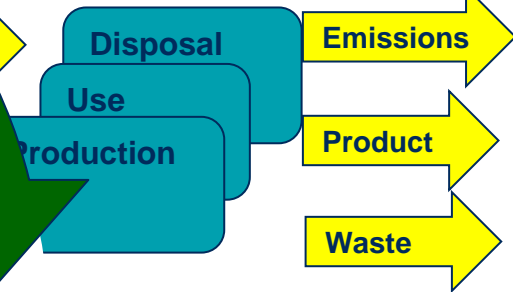 Disposal
Use
Production
Emissions
Product
Waste